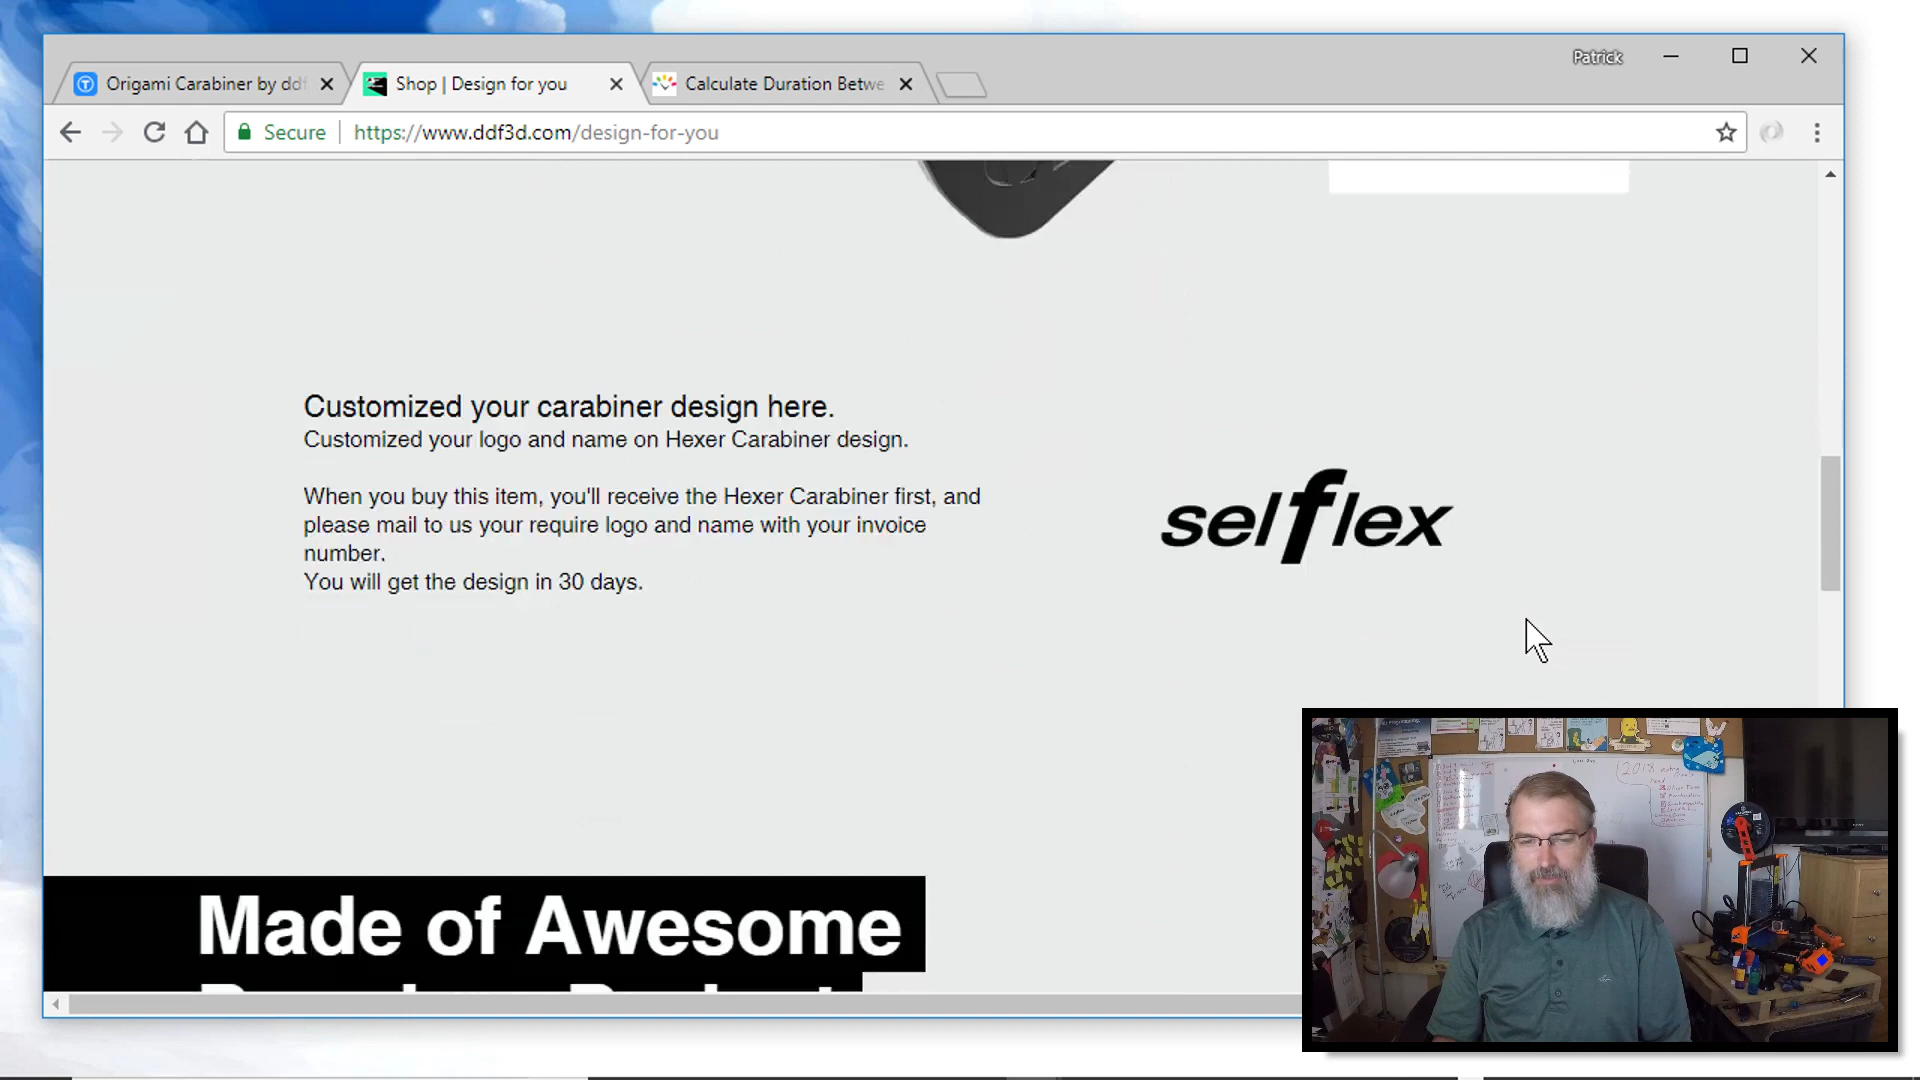 Patrick
Origami Carabiner by ddf
Shop | Design for you
Calculate Duration Betwe
Secure
https://www.ddf3d.com/design-for-you
Customized your carabiner design here.
Customized your logo and name on Hexer Carabiner design.
When you buy this item, you'll receive the Hexer Carabiner first, and
please mail to us your require logo and name with your invoice
number.
You will get the design in 30 days.
selflex
Made of Awesome
2018